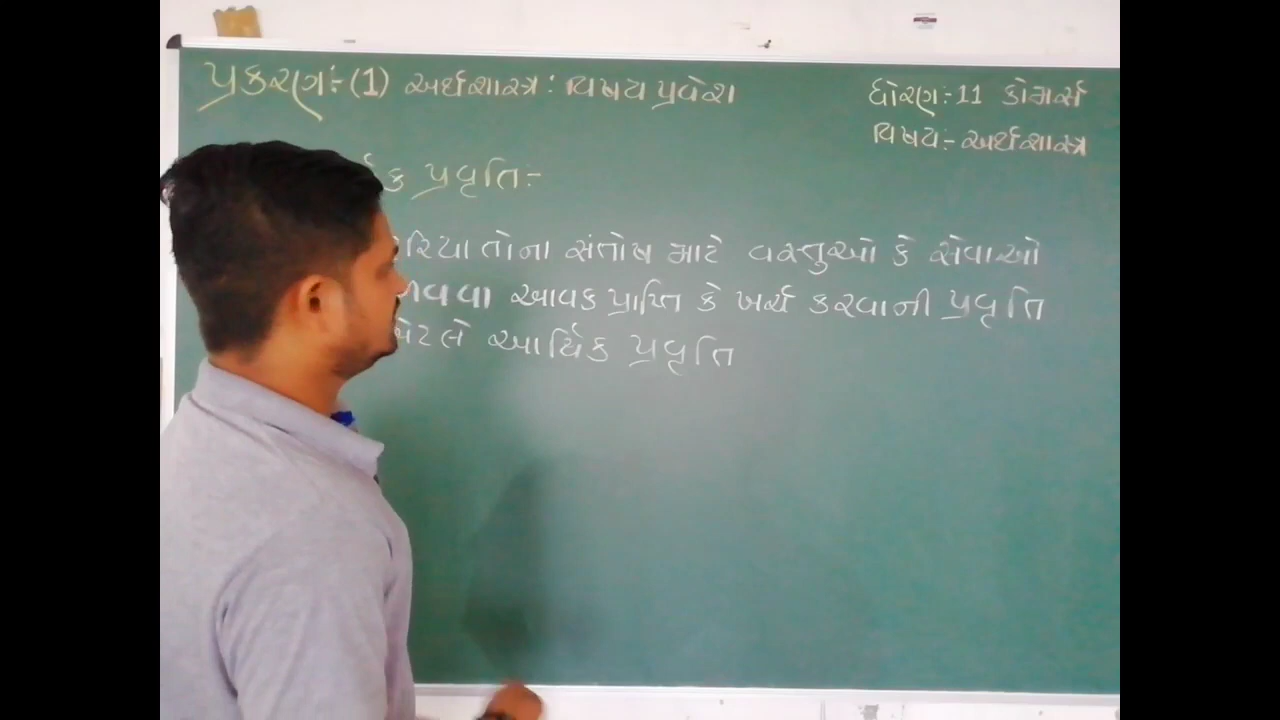 પ્રકરણ:- (1) અર્થશાસ્ત્ર : વિષય પ્રવેશ
ધોરણ:- 11 કોમર્સ
વિષય:- અર્થશાસ્ત્ર
પ્રવૃતિ:-
સંતોષ માટે વસ્તુઓ કે સેવાઓ
આવક પ્રાપ્તિ કે ખર્ચ કરવાની પ્રવૃતિ
એટલે આર્થિક પ્રવૃતિ